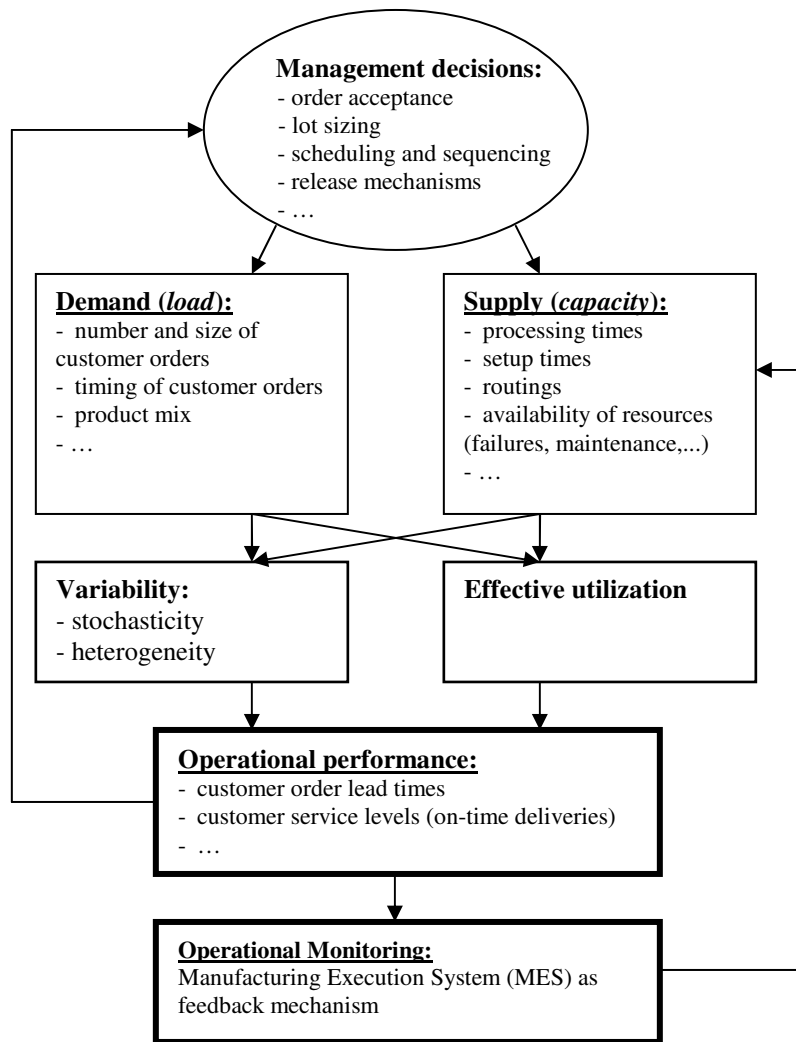 Management decisions:
- order acceptance
- lot sizing
- scheduling and sequencing
- release mechanisms
- …
Demand (load):
- number and size of
customer orders
- timing of customer orders
- product mix
- …
Supply (capacity):
- processing times
- setup times
- routings
- availability of resources
(failures, maintenance,...)
- …
Variability:
- stochasticity
- heterogeneity
Effective utilization
Operational performance:
- customer order lead times
- customer service levels (on-time deliveries)
- …
Operational Monitoring:
Manufacturing Execution System (MES) as
feedback mechanism